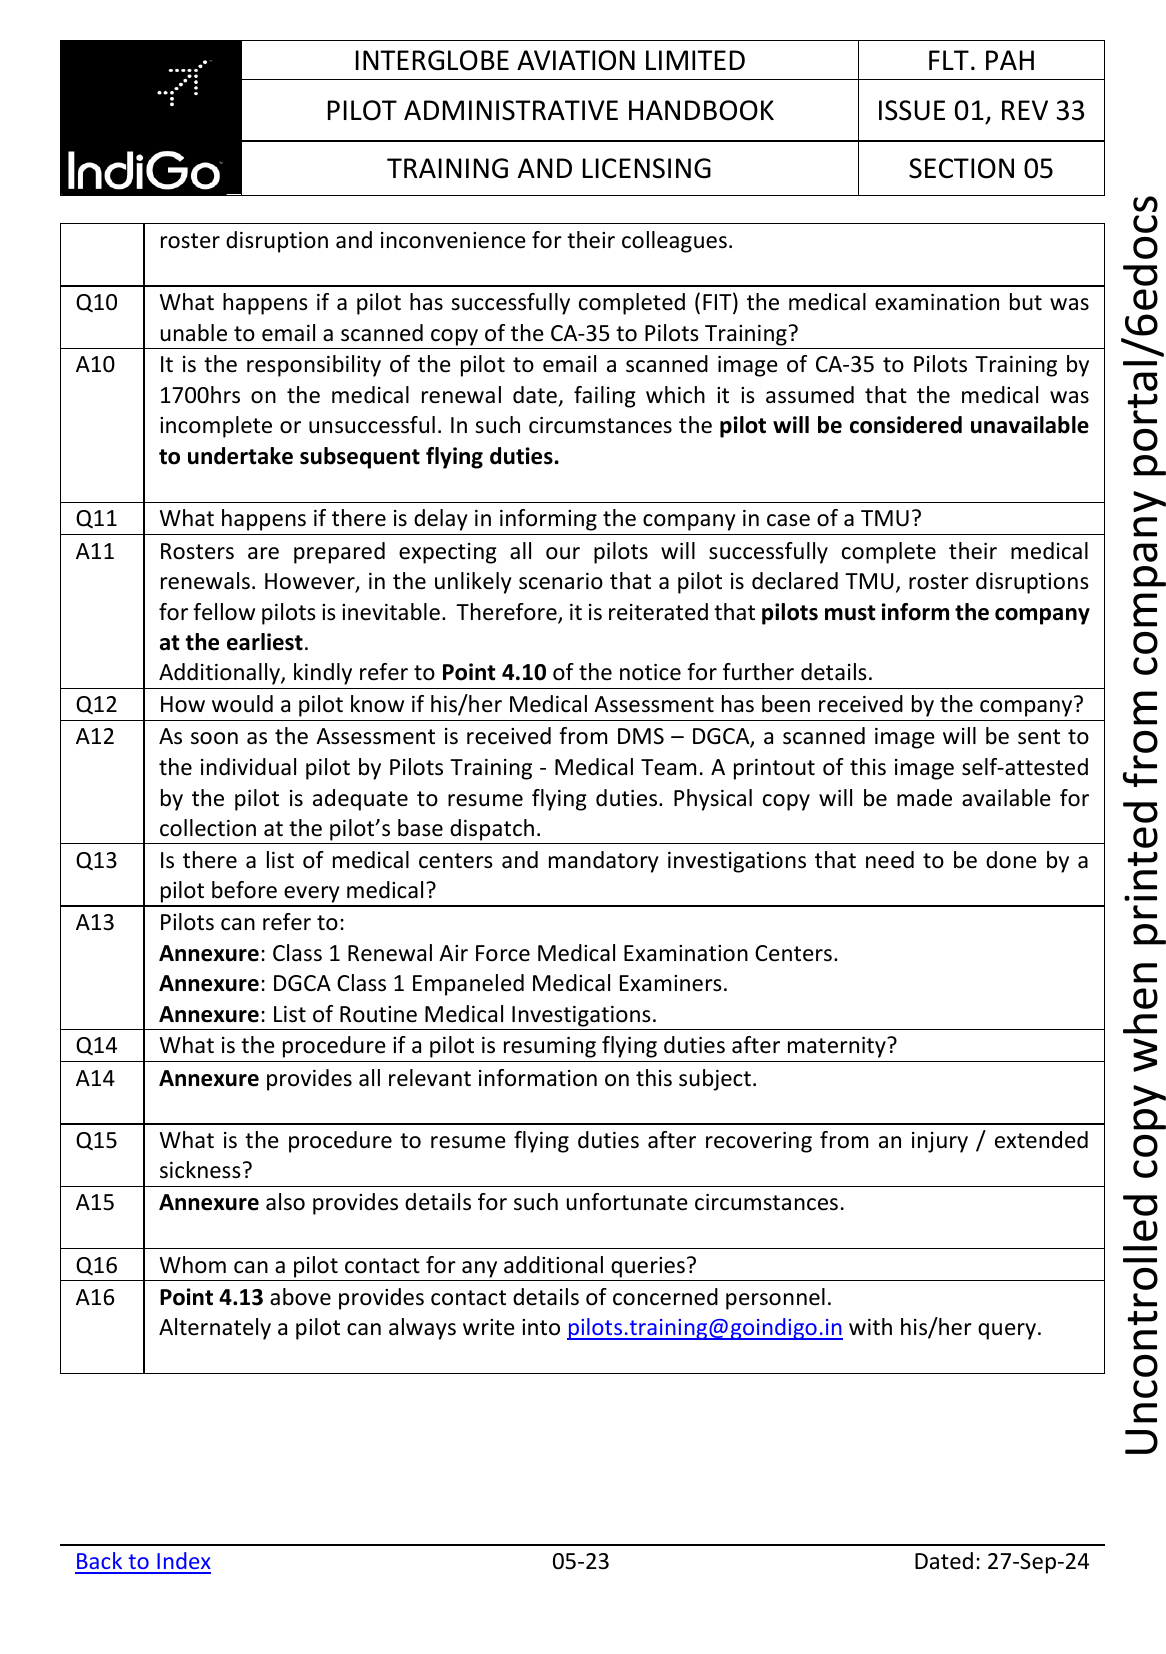 IndiGo
INTERGLOBE AVIATION LIMITED
FLT. PAH
PILOT ADMINISTRATIVE HANDBOOK
ISSUE 01, REV 33
TRAINING AND LICENSING
SECTION 05
roster disruption and inconvenience for their colleagues.
Q10 What happens if a pilot has successfully completed (FIT) the medical examination but was
unable to email a scanned copy of the CA-35 to Pilots Training?
A10 It is the responsibility of the pilot to email a scanned image of CA-35 to Pilots Training by
1700hrs on the medical renewal date, failing which it is assumed that the medical was
incomplete or unsuccessful. In such circumstances the pilot will be considered unavailable
to undertake subsequent flying duties.
Q11 What happens if there is delay in informing the company in case of a TMU?
A11 Rosters are prepared expecting all our pilots will successfully complete their medical
renewals. However, in the unlikely scenario that a pilot is declared TMU, roster disruptions
for fellow pilots is inevitable. Therefore, it is reiterated that pilots must inform the company
at the earliest.
Additionally, kindly refer to Point 4.10 of the notice for further details.
Q12 How would a pilot know if his/her Medical Assessment has been received by the company?
A12 As soon as the Assessment is received from DMS – DGCA, a scanned image will be sent to
the individual pilot by Pilots Training - Medical Team. A printout of this image self-attested
by the pilot is adequate to resume flying duties. Physical copy will be made available for
collection at the pilot’s base dispatch.
Q13 Is there a list of medical centers and mandatory investigations that need to be done by a
pilot before every medical?
A13 Pilots can refer to:
Annexure: Class 1 Renewal Air Force Medical Examination Centers.
Annexure: DGCA Class 1 Empaneled Medical Examiners.
Annexure: List of Routine Medical Investigations.
Q14 What is the procedure if a pilot is resuming flying duties after maternity?
A14 Annexure provides all relevant information on this subject.
Q15 What is the procedure to resume flying duties after recovering from an injury / extended
sickness?
A15 Annexure also provides details for such unfortunate circumstances.
Q16 Whom can a pilot contact for any additional queries?
A16 Point 4.13 above provides contact details of concerned personnel.
Alternately a pilot can always write into pilots.training@goindigo.in with his/her query.
Back to Index 05-23 Dated: 27-Sep-24
Uncontrolled copy when printed from company portal/6edocs